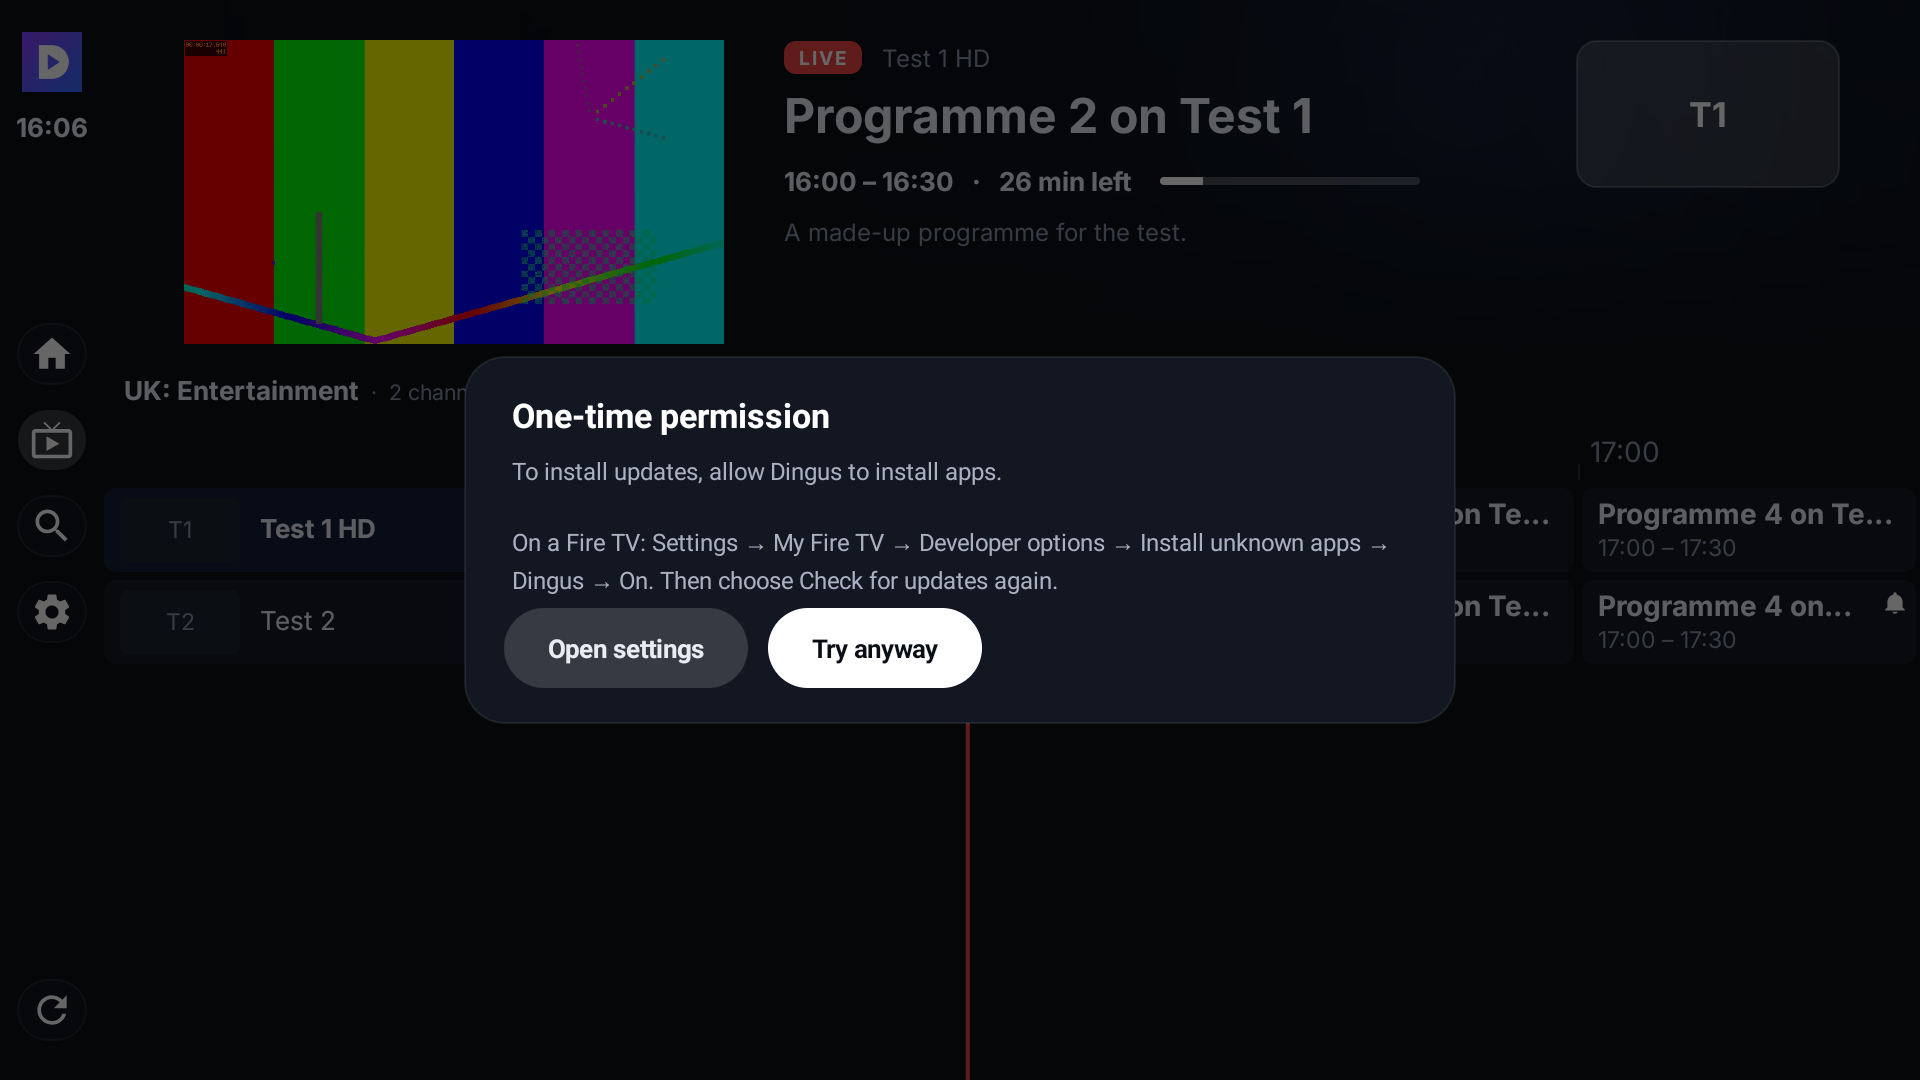 16:06
LIVE Test 1 HD
Programme 2 on Test 1
16:00 – 16:30 · 26 min left
A made-up programme for the test.
T1
UK: Entertainment · 2 chann
17:00
One-time permission
To install updates, allow Dingus to install apps.
On a Fire TV: Settings → My Fire TV → Developer options → Install unknown apps →
Dingus → On. Then choose Check for updates again.
Open settings
Try anyway
T1 Test 1 HD
on Te...
Programme 4 on Te...
17:00 – 17:30
T2 Test 2
on Te...
Programme 4 on...
17:00 – 17:30